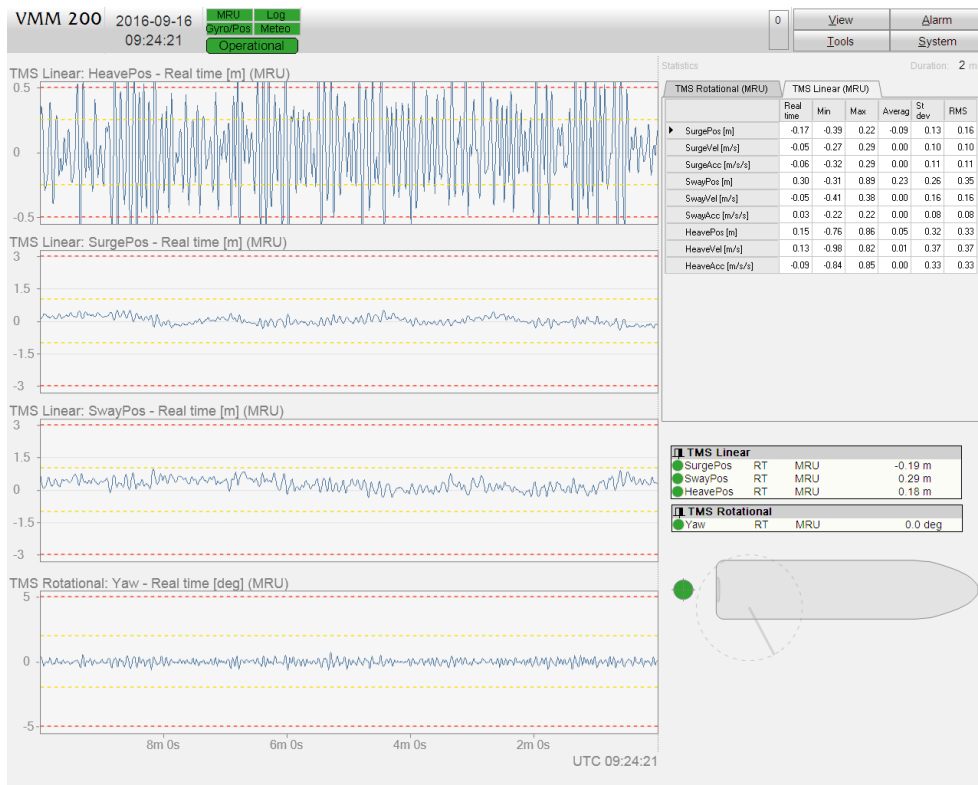 VMM 200
2016-09-16
09:24:21
MRU Log
Gyro/Pos Meteo
Operational
0
View Alarm
Tools System
TMS Linear: HeavePos - Real time [m] (MRU)
0.5
0
-0.5
TMS Linear: SurgePos - Real time [m] (MRU)
3
1.5
0
-1.5
-3
TMS Linear: SwayPos - Real time [m] (MRU)
3
1.5
0
-1.5
-3
TMS Rotational: Yaw - Real time [deg] (MRU)
5
0
-5
8m 0s 6m 0s 4m 0s 2m 0s
UTC 09:24:21
Statistics Duration: 2 m
TMS Rotational (MRU) TMS Linear (MRU)
Real time Min Max Averag St dev RMS
SurgePos [m] -0.17 -0.39 0.22 -0.09 0.13 0.16
SurgeVel [m/s] -0.05 -0.27 0.29 0.00 0.10 0.10
SurgeAcc [m/s/s] -0.06 -0.32 0.29 0.00 0.11 0.11
SwayPos [m] 0.30 -0.31 0.89 0.23 0.26 0.35
SwayVel [m/s] -0.05 -0.41 0.38 0.00 0.16 0.16
SwayAcc [m/s/s] 0.03 -0.22 0.22 0.00 0.08 0.08
HeavePos [m] 0.15 -0.76 0.86 0.05 0.32 0.33
HeaveVel [m/s] 0.13 -0.98 0.82 0.01 0.37 0.37
HeaveAcc [m/s/s] -0.09 -0.84 0.85 0.00 0.33 0.33
TMS Linear
SurgePos RT MRU -0.19 m
SwayPos RT MRU 0.29 m
HeavePos RT MRU 0.18 m
TMS Rotational
Yaw RT MRU 0.0 deg